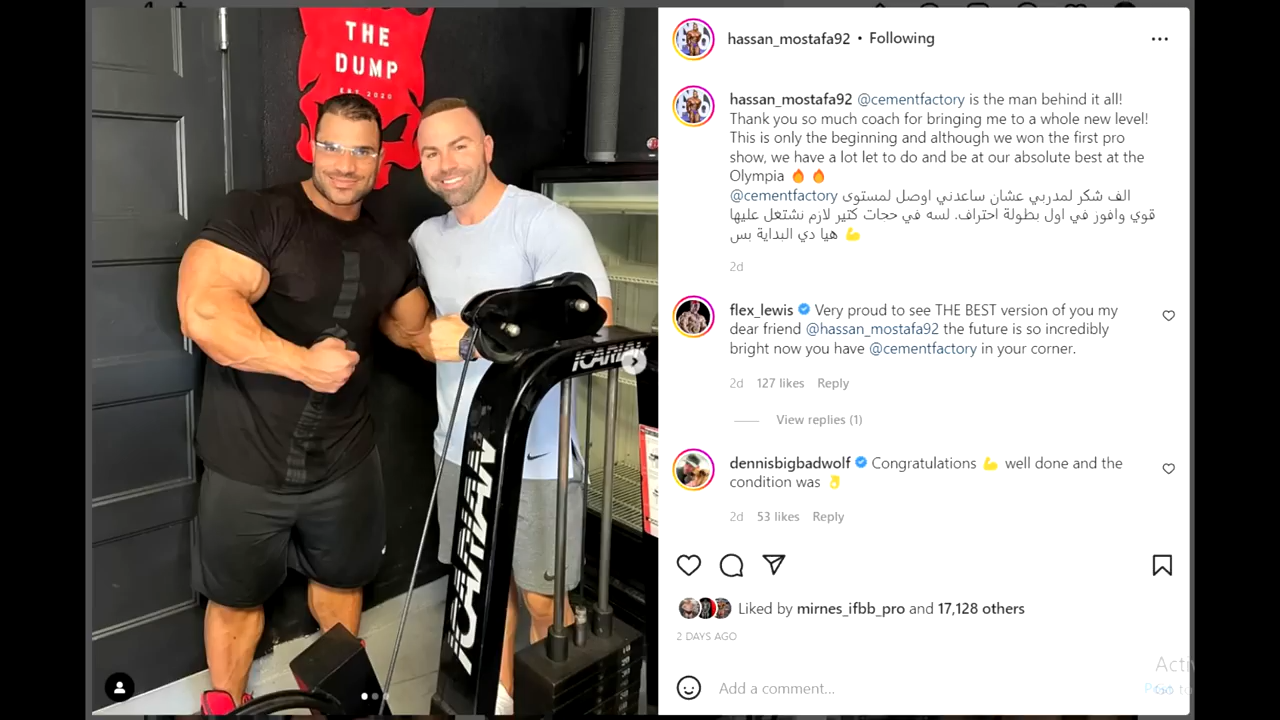 THE
DUMP
EST. 2020
ICARIAN
ICARIAN
hassan_mostafa92 • Following
hassan_mostafa92 @cementfactory is the man behind it all!
Thank you so much coach for bringing me to a whole new level!
This is only the beginning and although we won the first pro
show, we have a lot let to do and be at our absolute best at the
Olympia 🔥 🔥
@cementfactory الف شكر لمدربي عشان ساعدني اوصل لمستوى
قوي وافوز في اول بطولة احتراف. لسه في حجات كتير لازم نشتغل عليها
هيا دي البداية بس 💪
2d
flex_lewis Very proud to see THE BEST version of you my
dear friend @hassan_mostafa92 the future is so incredibly
bright now you have @cementfactory in your corner.
2d 127 likes Reply
View replies (1)
dennisbigbadwolf Congratulations 💪 well done and the
condition was 👌
2d 53 likes Reply
Liked by mirnes_ifbb_pro and 17,128 others
2 DAYS AGO
Add a comment...
Post